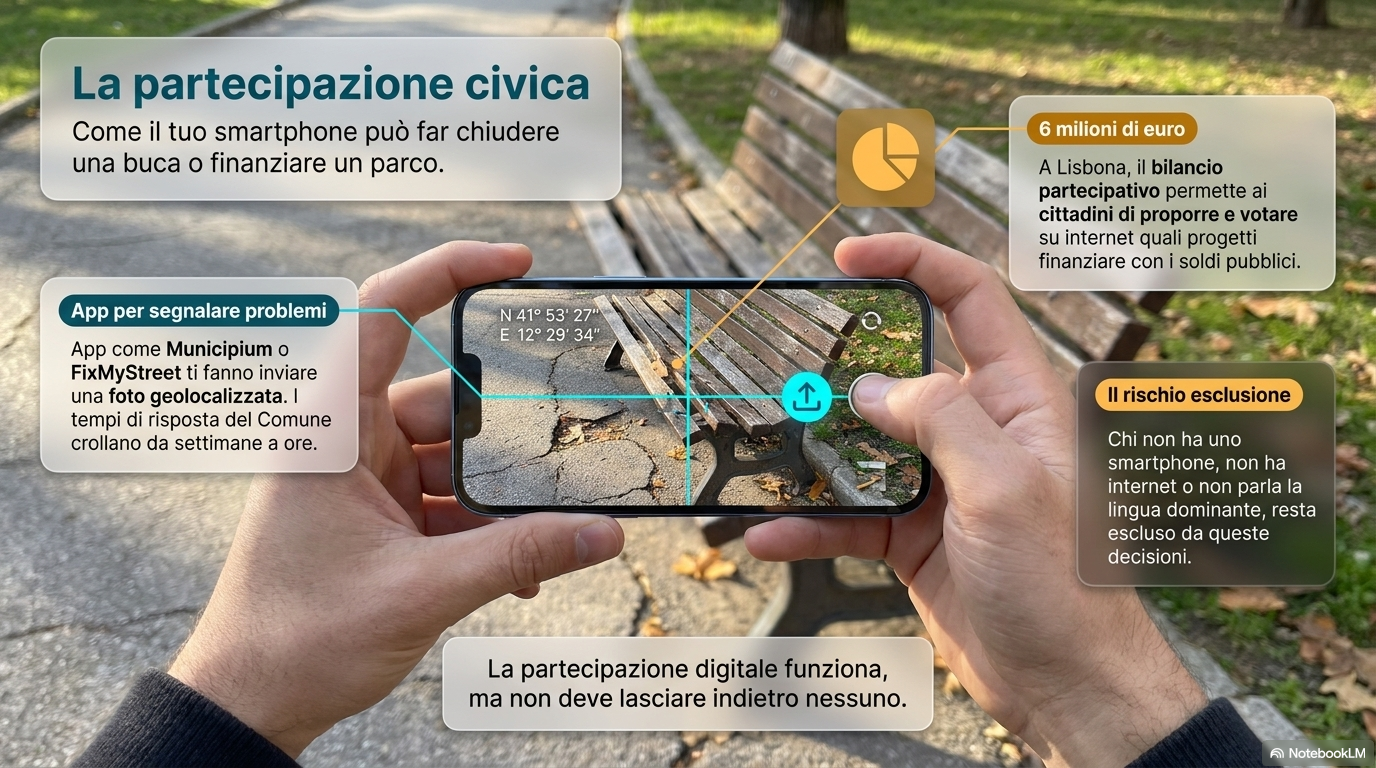 La partecipazione civica
Come il tuo smartphone può far chiudere
una buca o finanziare un parco.
App per segnalare problemi
App come Municipium o
FixMyStreet ti fanno inviare
una foto geolocalizzata. I
tempi di risposta del Comune
crollano da settimane a ore.
N 41° 53' 27"
E 12° 29' 34"
6 milioni di euro
A Lisbona, il bilancio
partecipativo permette ai
cittadini di proporre e votare
su internet quali progetti
finanziare con i soldi pubblici.
Il rischio esclusione
Chi non ha uno
smartphone, non ha
internet o non parla la
lingua dominante, resta
escluso da queste
decisioni.
La partecipazione digitale funziona,
ma non deve lasciare indietro nessuno.
NotebookLM